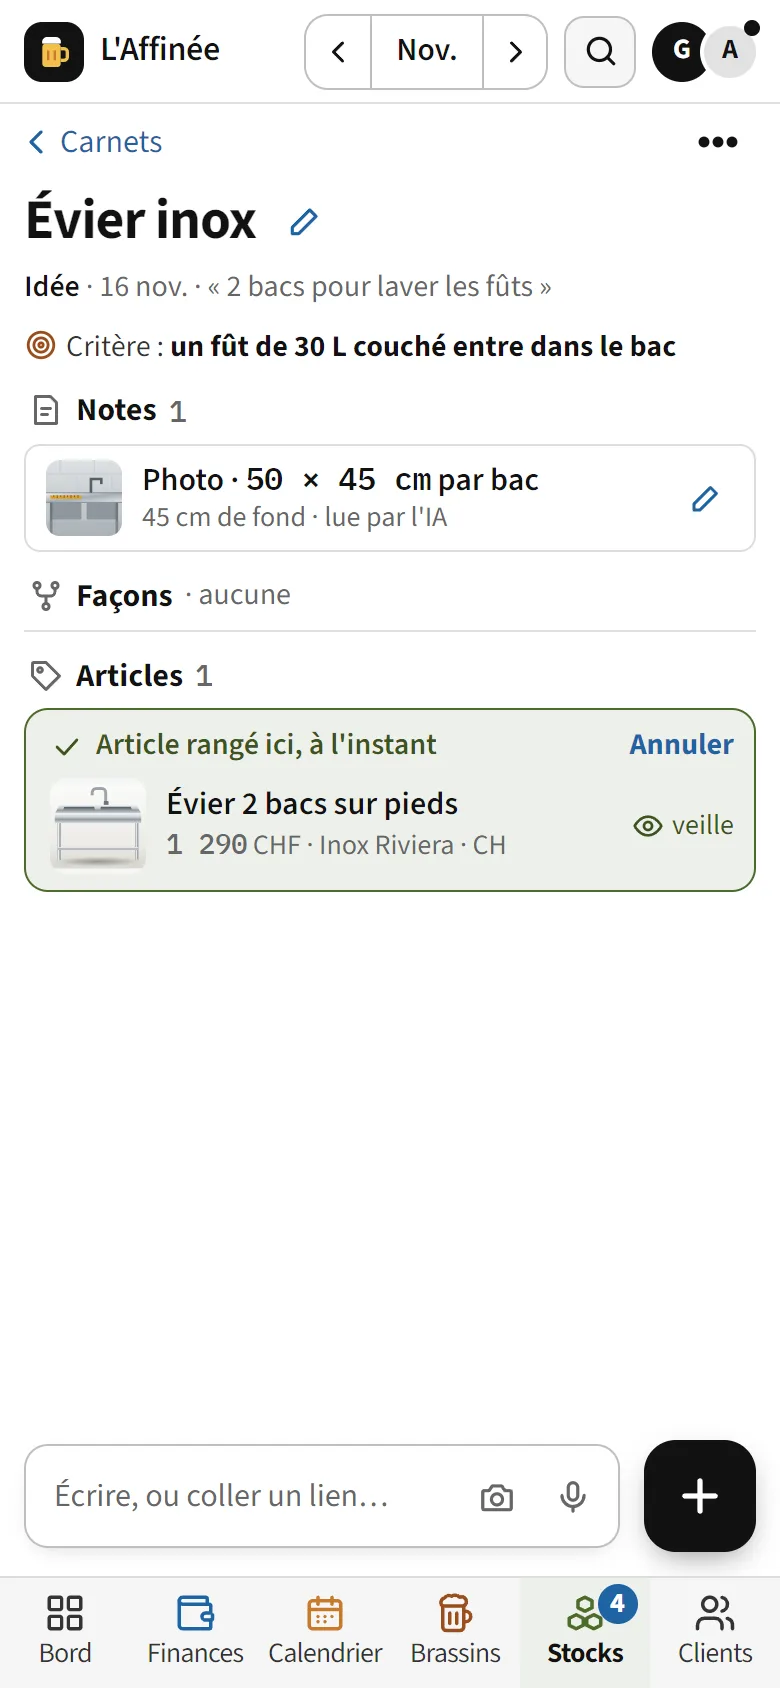 L'Affinée
Nov.
G
A
Carnets
Évier inox
Idée · 16 nov. · « 2 bacs pour laver les fûts »
Critère : un fût de 30 L couché entre dans le bac
Notes 1
Photo · 50 × 45 cm par bac
45 cm de fond · lue par l'IA
Façons · aucune
Articles 1
Article rangé ici, à l'instant
Annuler
Évier 2 bacs sur pieds
1 290 CHF · Inox Riviera · CH
veille
Écrire, ou coller un lien…
4
Bord
Finances
Calendrier
Brassins
Stocks
Clients